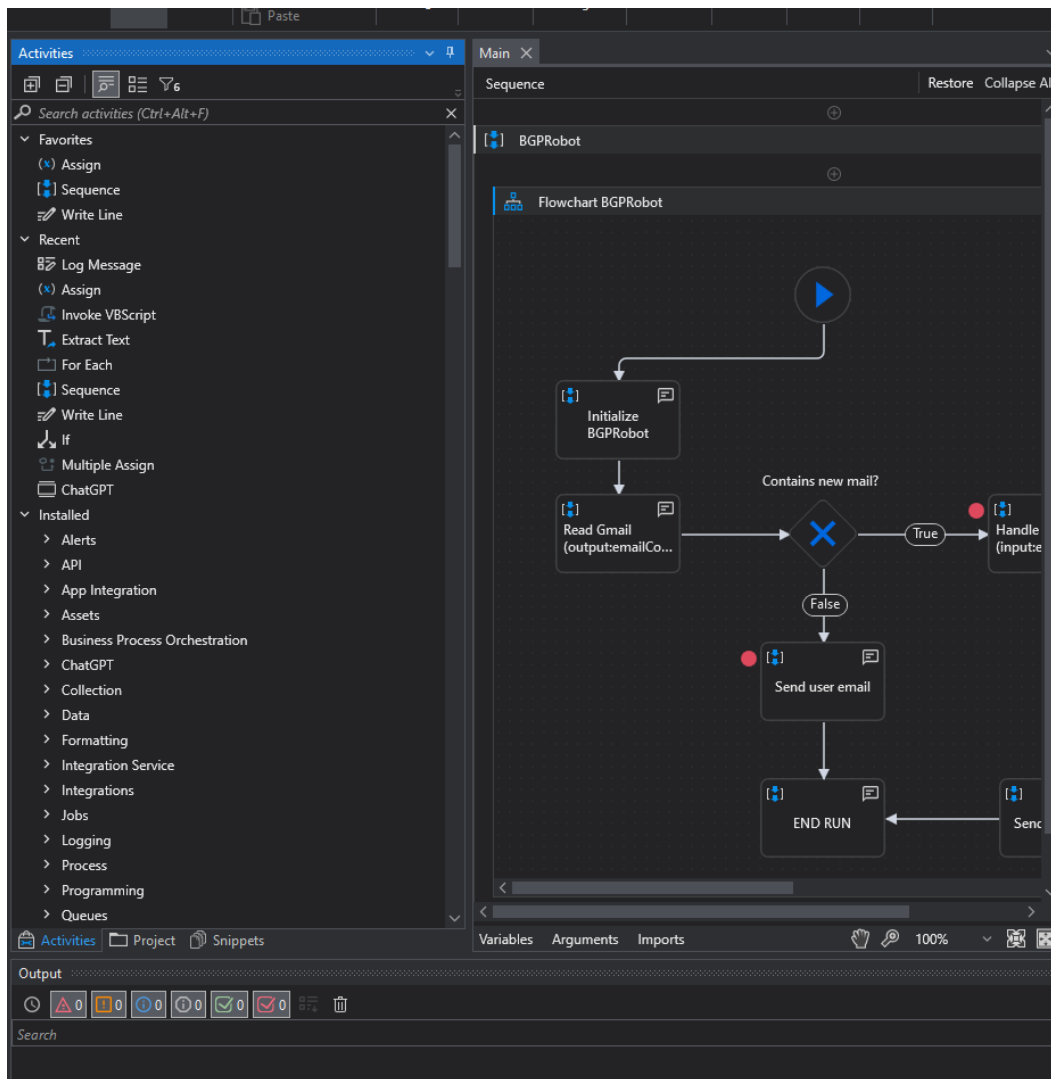 Paste
Activities
6
Search activities (Ctrl+Alt+F)
Favorites
Assign
Sequence
Write Line
Recent
Log Message
Assign
Invoke VBScript
Extract Text
For Each
Sequence
Write Line
If
Multiple Assign
ChatGPT
Installed
Alerts
API
App Integration
Assets
Business Process Orchestration
ChatGPT
Collection
Data
Formatting
Integration Service
Integrations
Jobs
Logging
Process
Programming
Queues
Activities Project Snippets
Main
Sequence Restore Collapse Al
BGPRobot
Flowchart BGPRobot
Initialize
BGPRobot
Contains new mail?
Read Gmail
(output:emailCo...
True
Handle
(input:e
False
Send user email
END RUN
Send
Variables Arguments Imports 100%
Output
0 0 0 0 0 0
Search